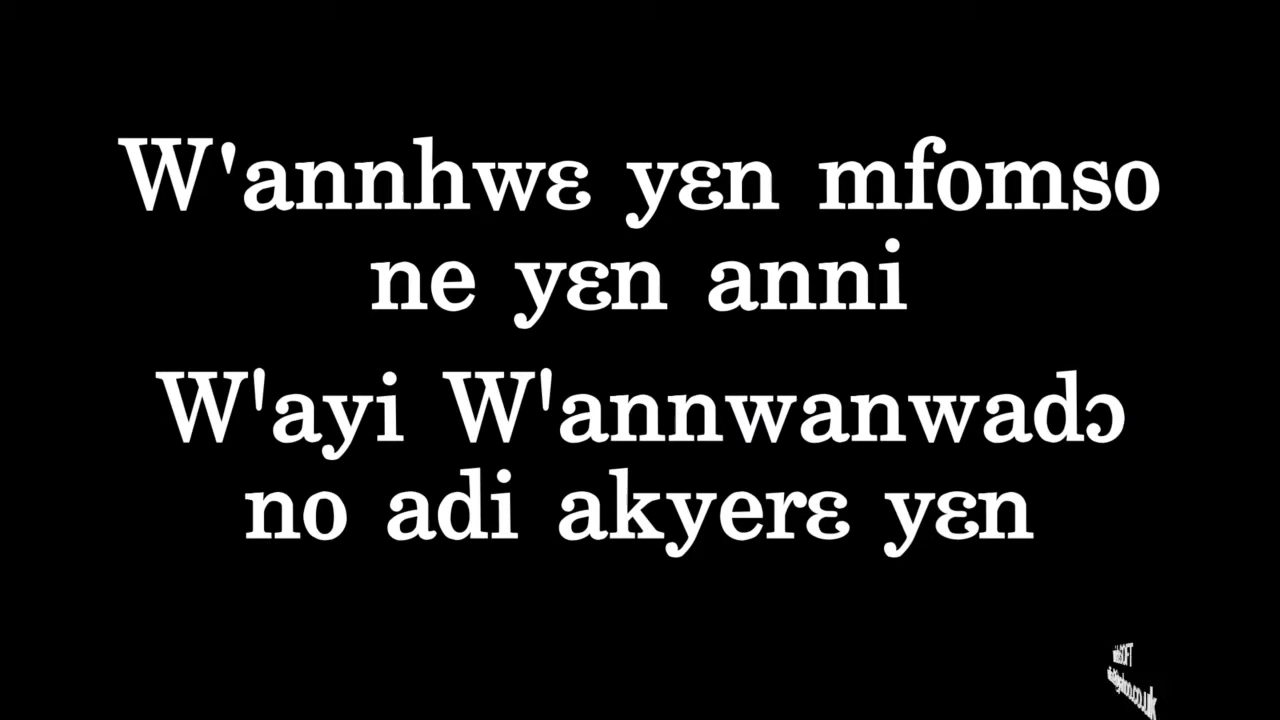 W'annhwɛ yɛn mfomso
ne yɛn anni
W'ayi W'annwanwadɔ
no adi akyerɛ yɛn